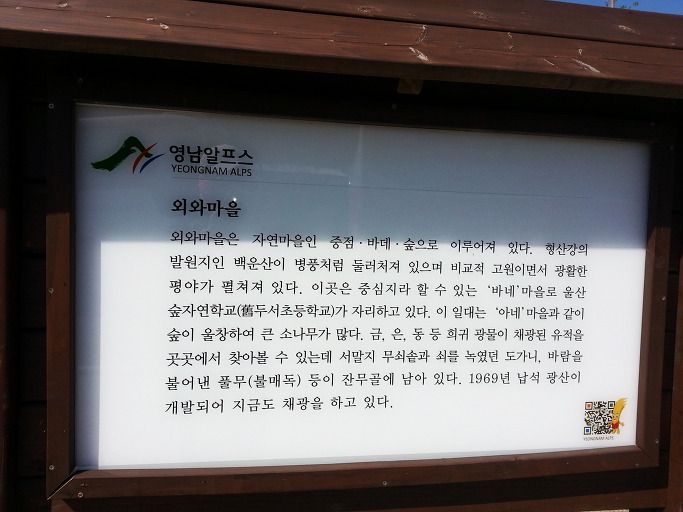 영남알프스
YEONGNAM ALPS
외와마을
외와마을은 자연마을인 중점·바데·숲으로 이루어져 있다. 형산강의
발원지인 백운산이 병풍처럼 둘러쳐져 있으며 비교적 고원이면서 광활한
평야가 펼쳐져 있다. 이곳은 중심지라 할 수 있는 '바네'마을로 울산
숲자연학교(舊두서초등학교)가 자리하고 있다. 이 일대는 '아네'마을과 같이
숲이 울창하여 큰 소나무가 많다. 금, 은, 동 등 희귀 광물이 채광된 유적을
곳곳에서 찾아볼 수 있는데 서말지 무쇠솥과 쇠를 녹였던 도가니, 바람을
불어낸 풀무(불매독) 등이 잔무골에 남아 있다. 1969년 납석 광산이
개발되어 지금도 채광을 하고 있다.
YEONGNAM ALPS